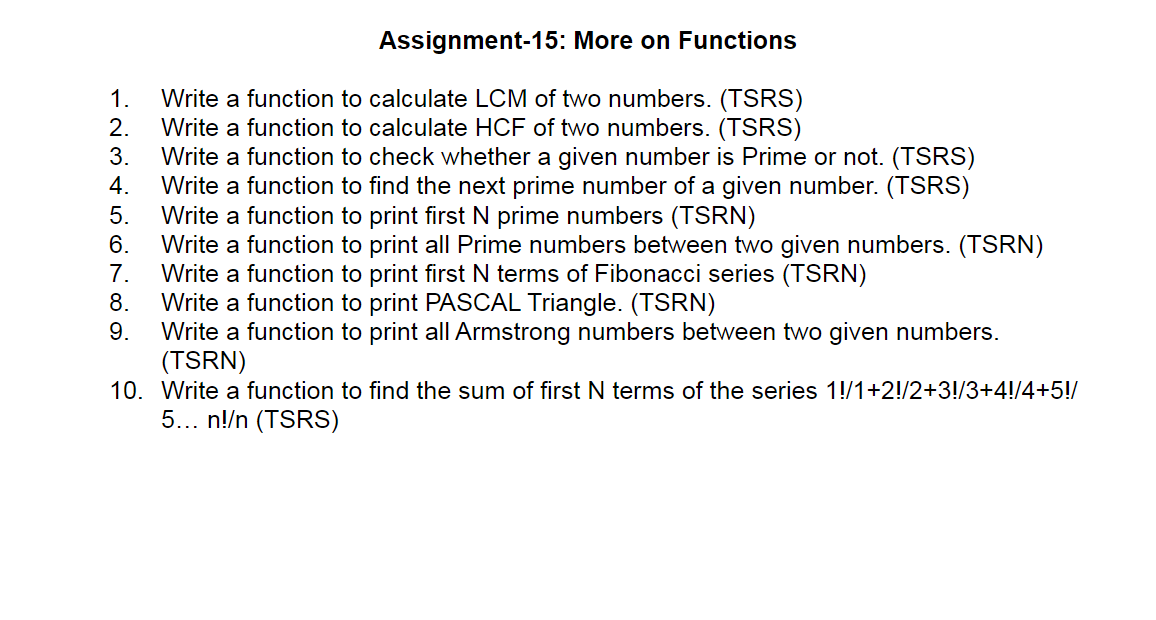 Assignment-15: More on Functions
1. Write a function to calculate LCM of two numbers. (TSRS)
2. Write a function to calculate HCF of two numbers. (TSRS)
3. Write a function to check whether a given number is Prime or not. (TSRS)
4. Write a function to find the next prime number of a given number. (TSRS)
5. Write a function to print first N prime numbers (TSRN)
6. Write a function to print all Prime numbers between two given numbers. (TSRN)
7. Write a function to print first N terms of Fibonacci series (TSRN)
8. Write a function to print PASCAL Triangle. (TSRN)
9. Write a function to print all Armstrong numbers between two given numbers.
(TSRN)
10. Write a function to find the sum of first N terms of the series 1!/1+2!/2+3!/3+4!/4+5!/
5… n!/n (TSRS)